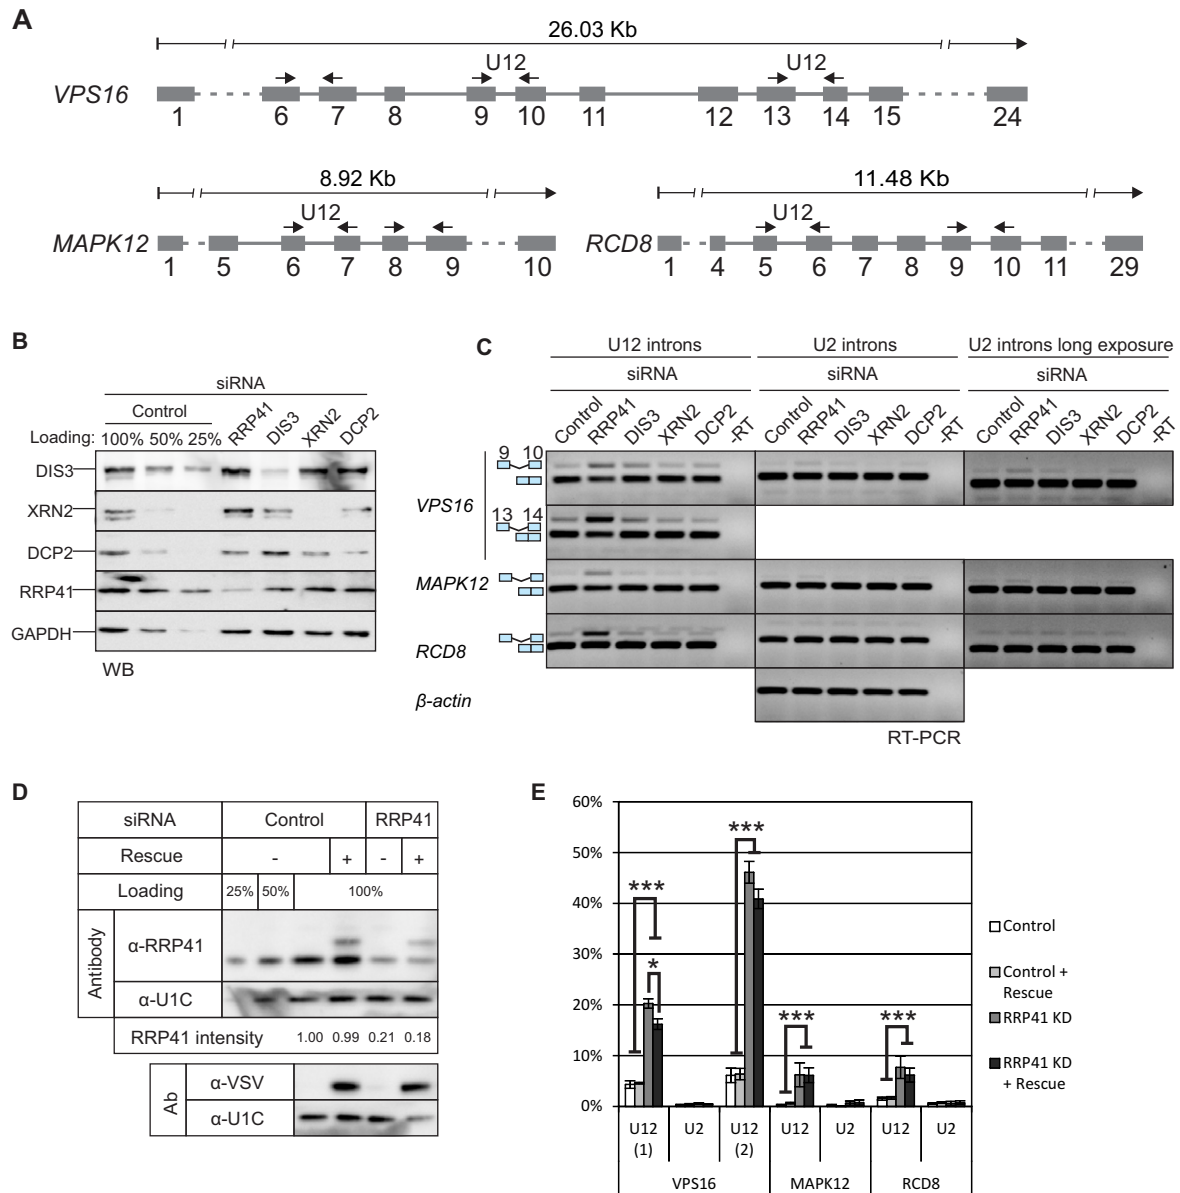 A
26.03 Kb
U12 U12
VPS16
1 6 7 8 9 10 11 12 13 14 15 24
8.92 Kb
U12
MAPK12
1 5 6 7 8 9 10
11.48 Kb
U12
RCD8
1 4 5 6 7 8 9 10 11 29
B
siRNA
Control
Loading: 100% 50% 25% RRP41 DIS3 XRN2 DCP2
DIS3
XRN2
DCP2
RRP41
GAPDH
WB
C
U12 introns U2 introns U2 introns long exposure
siRNA siRNA siRNA
Control RRP41 DIS3 XRN2 DCP2 -RT Control RRP41 DIS3 XRN2 DCP2 -RT Control RRP41 DIS3 XRN2 DCP2 -RT
9 10
VPS16
13 14
MAPK12
RCD8
β-actin
RT-PCR
D
siRNA Control RRP41
Rescue - + - +
Loading 25% 50% 100%
Antibody
α-RRP41
α-U1C
RRP41 intensity 1.00 0.99 0.21 0.18
Ab
α-VSV
α-U1C
E
60%
50%
40%
30%
20%
10%
0%
***
*
***
***
***
U12 (1) U2 U12 (2) U12 U2 U12 U2
VPS16 MAPK12 RCD8
Control
Control +
Rescue
RRP41 KD
RRP41 KD
+ Rescue